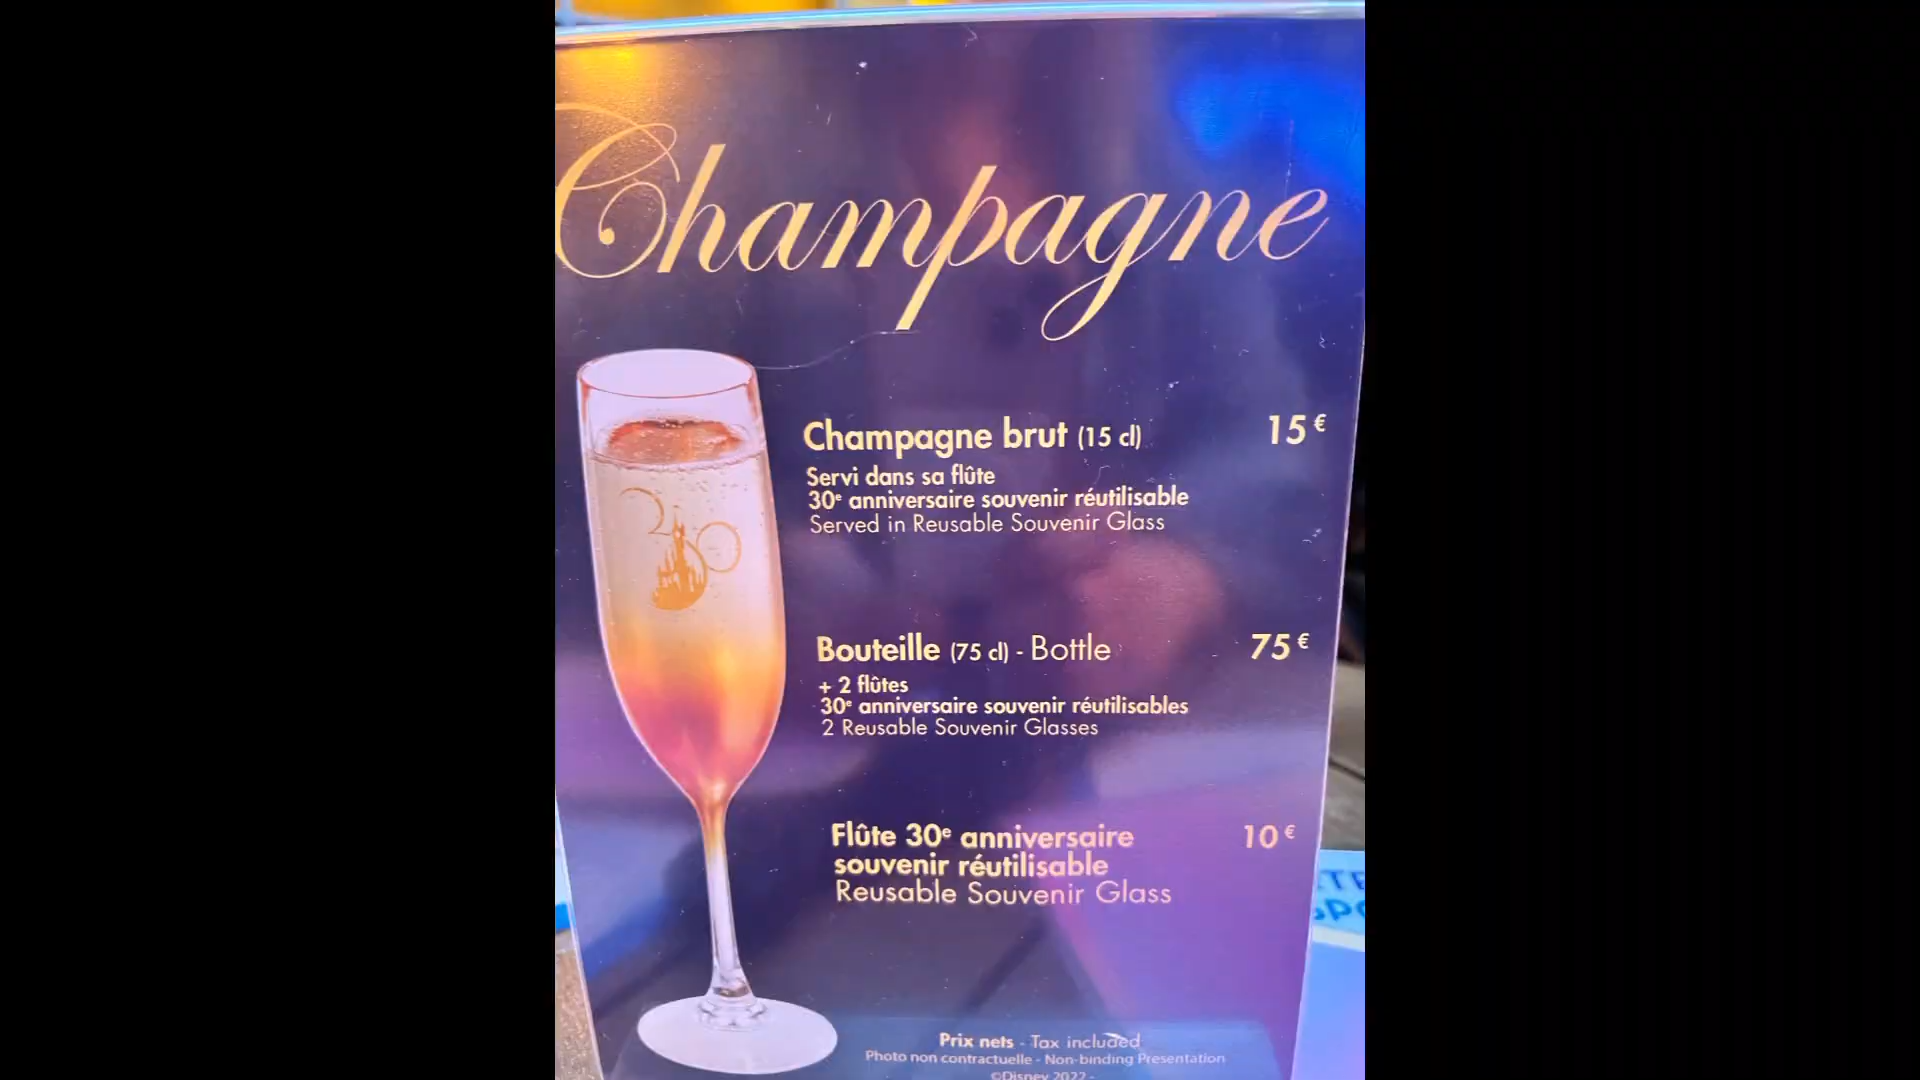 Champagne
Champagne brut (15 cl) 15 €
Servi dans sa flûte
30e anniversaire souvenir réutilisable
Served in Reusable Souvenir Glass
Bouteille (75 cl) - Bottle 75 €
+ 2 flûtes
30e anniversaire souvenir réutilisables
2 Reusable Souvenir Glasses
Flûte 30e anniversaire 10 €
souvenir réutilisable
Reusable Souvenir Glass
Prix nets - Tax included
Photo non contractuelle - Non-binding Presentation
©Disney 2022 -